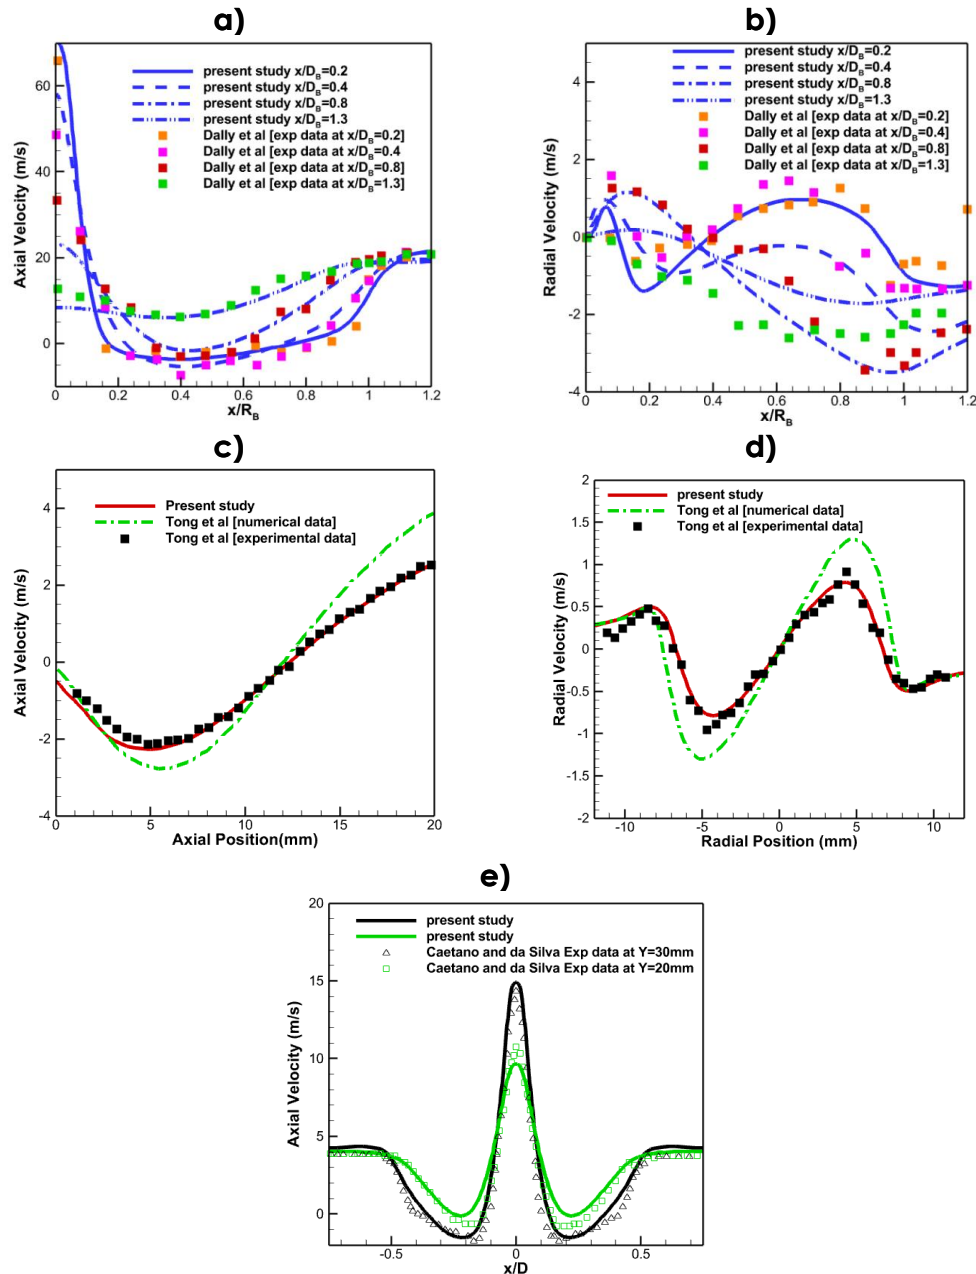 a)
b)
present study x/D_B=0.2
present study x/D_B=0.4
present study x/D_B=0.8
present study x/D_B=1.3
Dally et al [exp data at x/D_B=0.2]
Dally et al [exp data at x/D_B=0.4
Dally et al [exp data at x/D_B=0.8]
Dally et al [exp data at x/D_B=1.3]
Axial Velocity (m/s)
60
40
20
0
0 0.2 0.4 0.6 0.8 1 1.2
x/R_B
present study x/D_B=0.2
present study x/D_B=0.4
present study x/D_B=0.8
present study x/D_B=1.3
Dally et al [exp data at x/D_B=0.2]
Dally et al [exp data at x/D_B=0.4]
Dally et al [exp data at x/D_B=0.8]
Dally et al [exp data at x/D_B=1.3]
Radial Velocity (m/s)
4
2
0
-2
-4
0 0.2 0.4 0.6 0.8 1 1.2
x/R_B
c)
d)
Present study
Tong et al [numerical data]
Tong et al [experimental data]
Axial Velocity (m/s)
4
2
0
-2
-4
0 5 10 15 20
Axial Position(mm)
present study
Tong et al [numerical data]
Tong et al [experimental data]
Radial Velocity (m/s)
2
1.5
1
0.5
0
-0.5
-1
-1.5
-2
-10 -5 0 5 10
Radial Position (mm)
e)
present study
present study
Caetano and da Silva Exp data at Y=30mm
Caetano and da Silva Exp data at Y=20mm
Axial Velocity (m/s)
20
15
10
5
0
-0.5 0 0.5
x/D